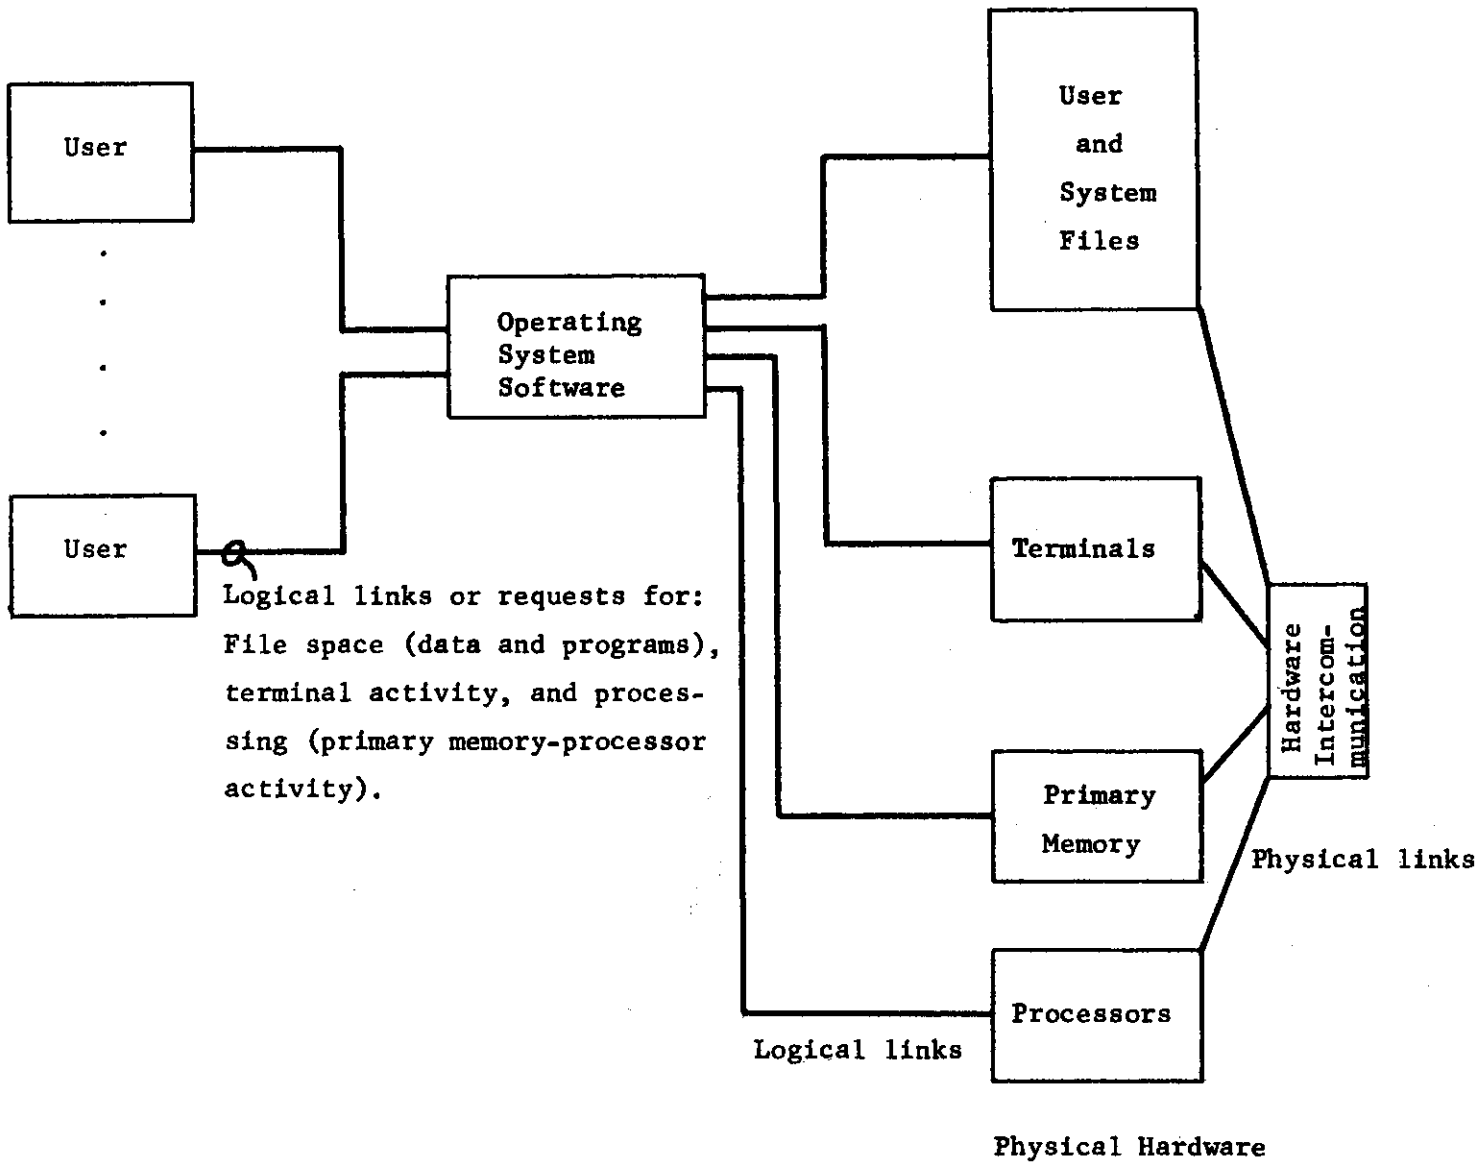 User
User
Operating
System
Software
Logical links or requests for:
File space (data and programs),
terminal activity, and proces-
sing (primary memory-processor
activity).
User
and
System
Files
Terminals
Primary
Memory
Processors
Hardware
Intercom-
munication
Physical links
Logical links
Physical Hardware